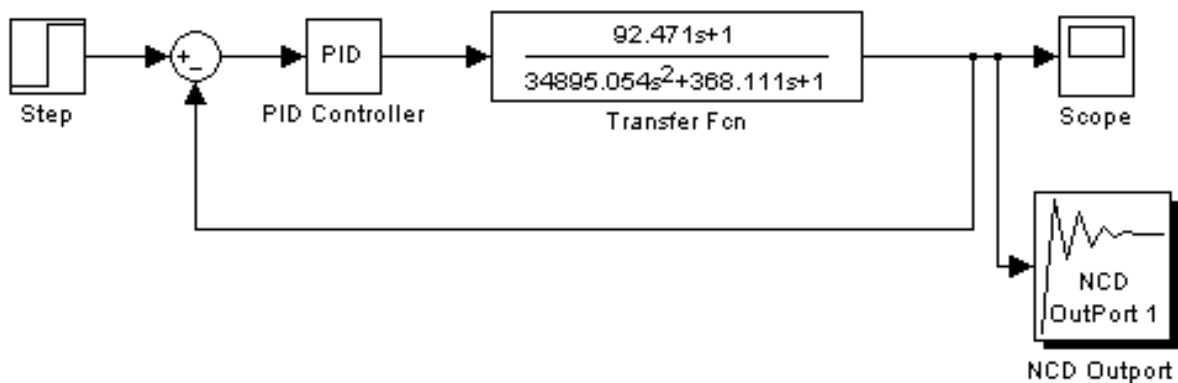 Step
+
−
PID
PID Controller
92.471s+1
34895.054s²+368.111s+1
Transfer Fcn
Scope
NCD
OutPort 1
NCD Outport